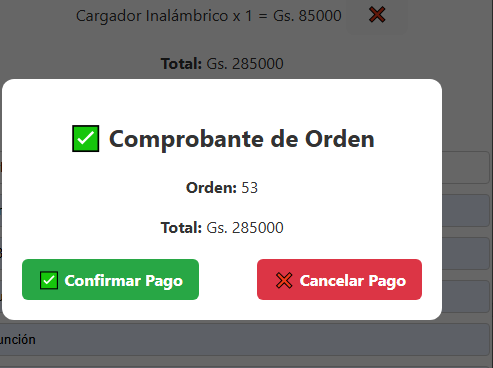 Cargador Inalámbrico x 1 = Gs. 85000
Total: Gs. 285000
Comprobante de Orden
Orden: 53
Total: Gs. 285000
Confirmar Pago
Cancelar Pago